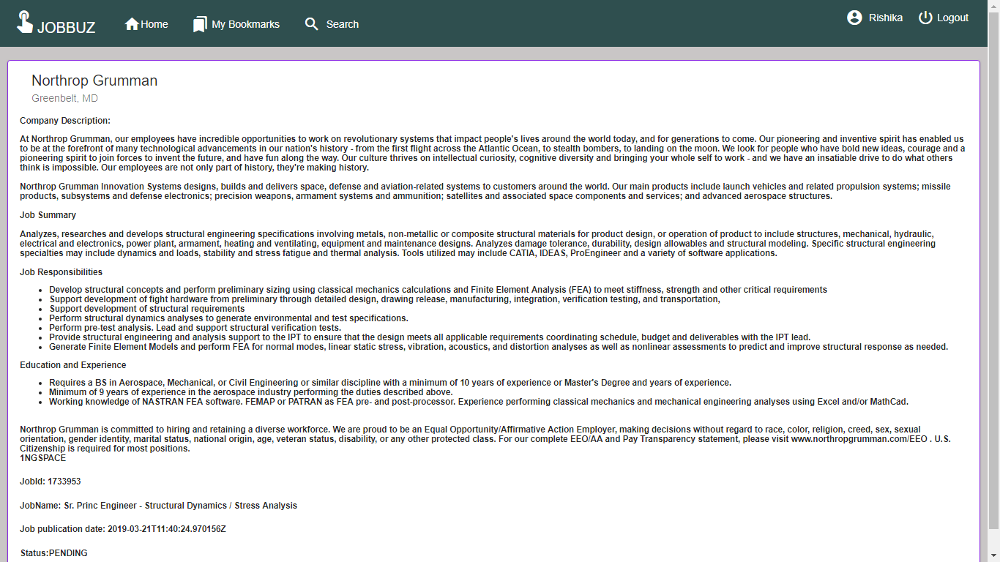 JOBBUZ
Home
My Bookmarks
Search
Rishika
Logout
Northrop Grumman
Greenbelt, MD
Company Description:
At Northrop Grumman, our employees have incredible opportunities to work on revolutionary systems that impact people's lives around the world today, and for generations to come. Our pioneering and inventive spirit has enabled us
to be at the forefront of many technological advancements in our nation's history - from the first flight across the Atlantic Ocean, to stealth bombers, to landing on the moon. We look for people who have bold new ideas, courage and a
pioneering spirit to join forces to invent the future, and have fun along the way. Our culture thrives on intellectual curiosity, cognitive diversity and bringing your whole self to work - and we have an insatiable drive to do what others
think is impossible. Our employees are not only part of history, they're making history.
Northrop Grumman Innovation Systems designs, builds and delivers space, defense and aviation-related systems to customers around the world. Our main products include launch vehicles and related propulsion systems; missile
products, subsystems and defense electronics; precision weapons, armament systems and ammunition; satellites and associated space components and services; and advanced aerospace structures.
Job Summary
Analyzes, researches and develops structural engineering specifications involving metals, non-metallic or composite structural materials for product design, or operation of product to include structures, mechanical, hydraulic,
electrical and electronics, power plant, armament, heating and ventilating, equipment and maintenance designs. Analyzes damage tolerance, durability, design allowables and structural modeling. Specific structural engineering
specialties may include dynamics and loads, stability and stress fatigue and thermal analysis. Tools utilized may include CATIA, IDEAS, ProEngineer and a variety of software applications.
Job Responsibilities
• Develop structural concepts and perform preliminary sizing using classical mechanics calculations and Finite Element Analysis (FEA) to meet stiffness, strength and other critical requirements
• Support development of fight hardware from preliminary through detailed design, drawing release, manufacturing, integration, verification testing, and transportation,
• Support development of structural requirements
• Perform structural dynamics analyses to generate environmental and test specifications.
• Perform pre-test analysis. Lead and support structural verification tests.
• Provide structural engineering and analysis support to the IPT to ensure that the design meets all applicable requirements coordinating schedule, budget and deliverables with the IPT lead.
• Generate Finite Element Models and perform FEA for normal modes, linear static stress, vibration, acoustics, and distortion analyses as well as nonlinear assessments to predict and improve structural response as needed.
Education and Experience
• Requires a BS in Aerospace, Mechanical, or Civil Engineering or similar discipline with a minimum of 10 years of experience or Master's Degree and years of experience.
• Minimum of 9 years of experience in the aerospace industry performing the duties described above.
• Working knowledge of NASTRAN FEA software. FEMAP or PATRAN as FEA pre- and post-processor. Experience performing classical mechanics and mechanical engineering analyses using Excel and/or MathCad.
Northrop Grumman is committed to hiring and retaining a diverse workforce. We are proud to be an Equal Opportunity/Affirmative Action Employer, making decisions without regard to race, color, religion, creed, sex, sexual
orientation, gender identity, marital status, national origin, age, veteran status, disability, or any other protected class. For our complete EEO/AA and Pay Transparency statement, please visit www.northropgrumman.com/EEO . U.S.
Citizenship is required for most positions.
1NGSPACE
JobId: 1733953
JobName: Sr. Princ Engineer - Structural Dynamics / Stress Analysis
Job publication date: 2019-03-21T11:40:24.970156Z
Status:PENDING